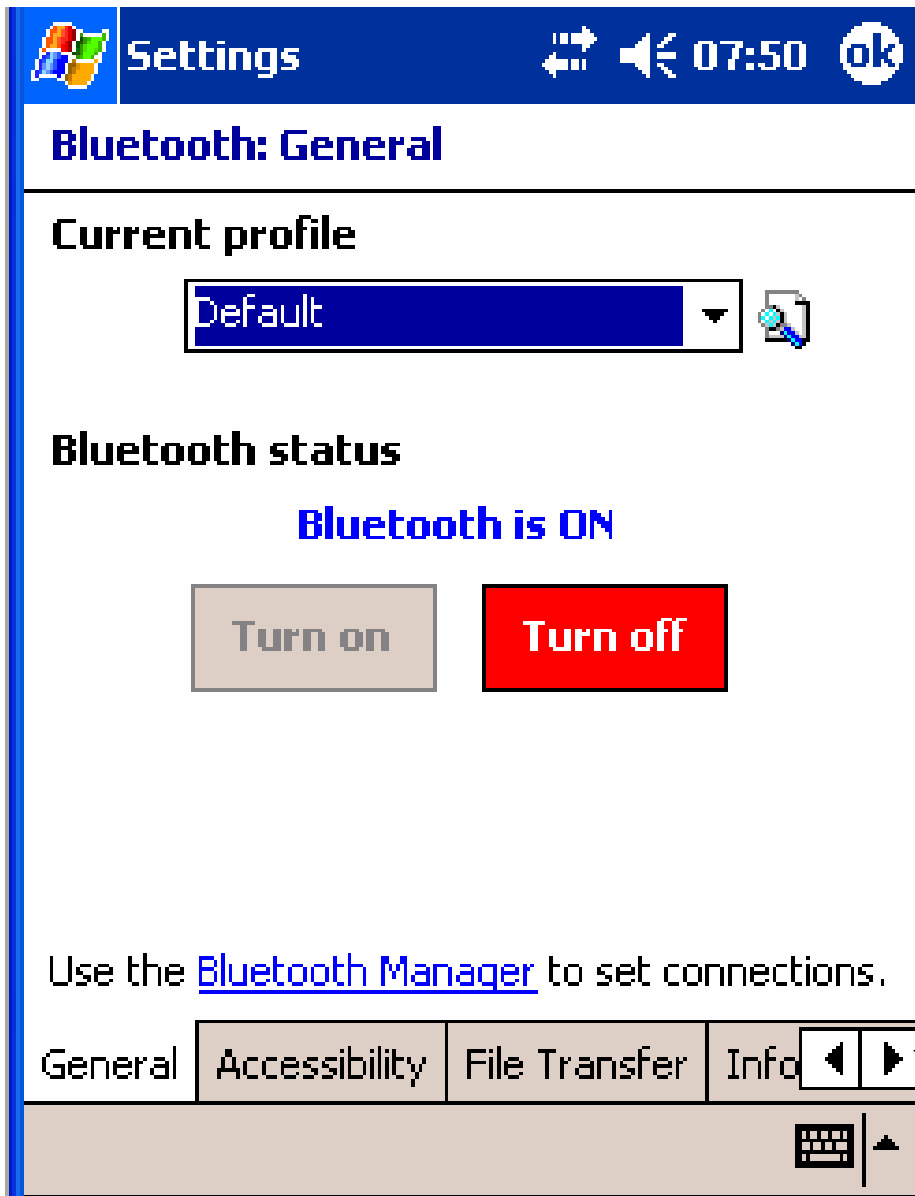 Settings 07:50 ok
Bluetooth: General
Current profile
Default
Bluetooth status
Bluetooth is ON
Turn on Turn off
Use the Bluetooth Manager to set connections.
General Accessibility File Transfer Info